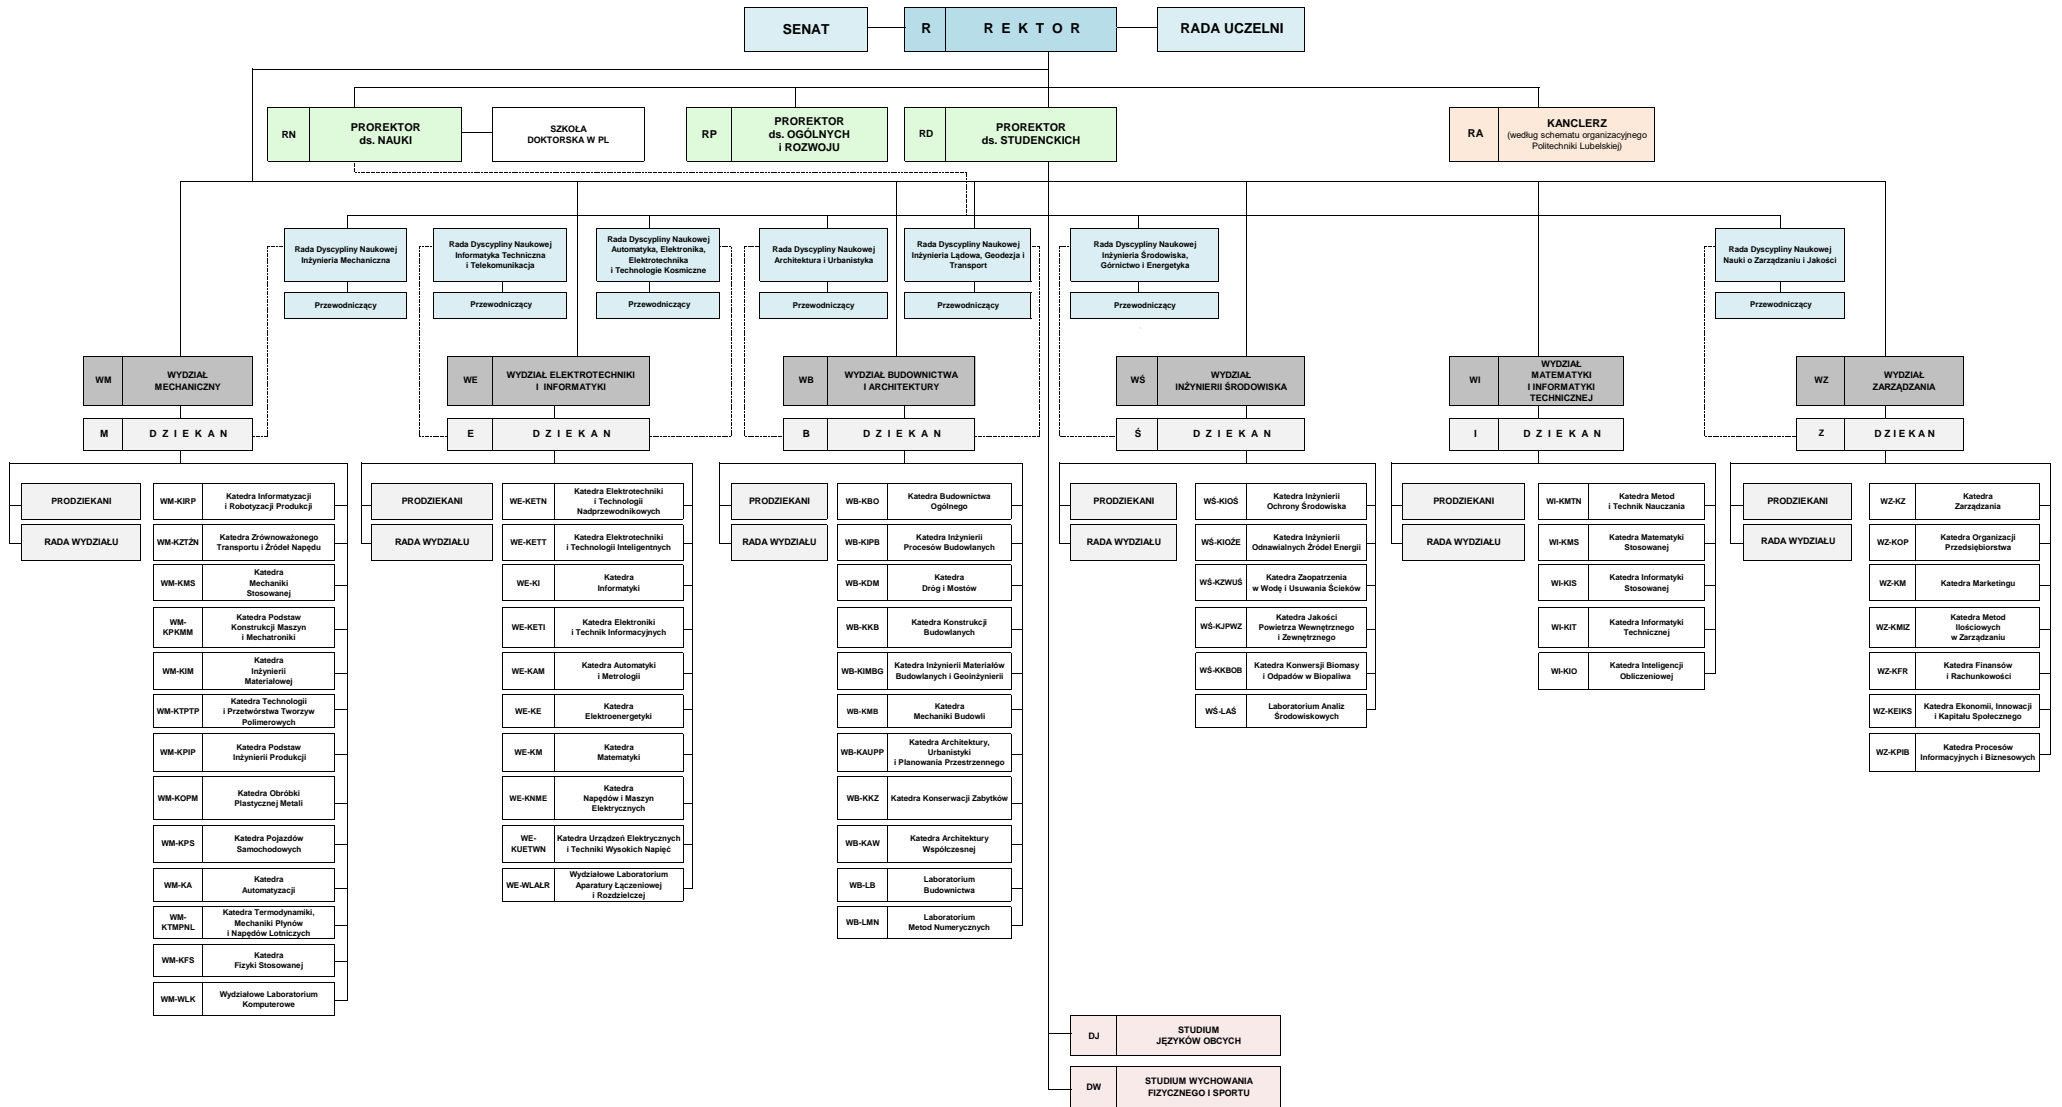 SENAT
R
R E K T O R
RADA UCZELNI
RN
PROREKTOR
ds. NAUKI
SZKOŁA
DOKTORSKA W PL
RP
PROREKTOR
ds. OGÓLNYCH
i ROZWOJU
RD
PROREKTOR
ds. STUDENCKICH
RA
KANCLERZ
(według schematu organizacyjnego
Politechniki Lubelskiej)
Rada Dyscypliny Naukowej
Inżynieria Mechaniczna
Przewodniczący
Rada Dyscypliny Naukowej
Informatyka Techniczna
i Telekomunikacja
Przewodniczący
Rada Dyscypliny Naukowej
Automatyka, Elektronika,
Elektrotechnika
i Technologie Kosmiczne
Przewodniczący
Rada Dyscypliny Naukowej
Architektura i Urbanistyka
Przewodniczący
Rada Dyscypliny Naukowej
Inżynieria Lądowa, Geodezja i
Transport
Przewodniczący
Rada Dyscypliny Naukowej
Inżynieria Środowiska,
Górnictwo i Energetyka
Przewodniczący
Rada Dyscypliny Naukowej
Nauki o Zarządzaniu i Jakości
Przewodniczący
WM
WYDZIAŁ
MECHANICZNY
M
D Z I E K A N
PRODZIEKANI
RADA WYDZIAŁU
WM-KIRP
Katedra Informatyzacji
i Robotyzacji Produkcji
WM-KZTŻN
Katedra Zrównoważonego
Transportu i Źródeł Napędu
WM-KMS
Katedra
Mechaniki
Stosowanej
WM-
KPKMM
Katedra Podstaw
Konstrukcji Maszyn
i Mechatroniki
WM-KIM
Katedra
Inżynierii
Materiałowej
WM-KTPTP
Katedra Technologii
i Przetwórstwa Tworzyw
Polimerowych
WM-KPIP
Katedra Podstaw
Inżynierii Produkcji
WM-KOPM
Katedra Obróbki
Plastycznej Metali
WM-KPS
Katedra Pojazdów
Samochodowych
WM-KA
Katedra
Automatyzacji
WM-
KTMPNL
Katedra Termodynamiki,
Mechaniki Płynów
i Napędów Lotniczych
WM-KFS
Katedra
Fizyki Stosowanej
WM-WLK
Wydziałowe Laboratorium
Komputerowe
WE
WYDZIAŁ ELEKTROTECHNIKI
I INFORMATYKI
E
D Z I E K A N
PRODZIEKANI
RADA WYDZIAŁU
WE-KETN
Katedra Elektrotechniki
i Technologii
Nadprzewodnikowych
WE-KETT
Katedra Elektrotechniki
i Technologii Inteligentnych
WE-KI
Katedra
Informatyki
WE-KETI
Katedra Elektroniki
i Technik Informacyjnych
WE-KAM
Katedra Automatyki
i Metrologii
WE-KE
Katedra
Elektroenergetyki
WE-KM
Katedra
Matematyki
WE-KNME
Katedra
Napędów i Maszyn
Elektrycznych
WE-
KUETWN
Katedra Urządzeń Elektrycznych
i Techniki Wysokich Napięć
WE-WLAŁR
Wydziałowe Laboratorium
Aparatury Łączeniowej
i Rozdzielczej
WB
WYDZIAŁ BUDOWNICTWA
I ARCHITEKTURY
B
D Z I E K A N
PRODZIEKANI
RADA WYDZIAŁU
WB-KBO
Katedra Budownictwa
Ogólnego
WB-KIPB
Katedra Inżynierii
Procesów Budowlanych
WB-KDM
Katedra
Dróg i Mostów
WB-KKB
Katedra Konstrukcji
Budowlanych
WB-KIMBG
Katedra Inżynierii Materiałów
Budowlanych i Geoinżynierii
WB-KMB
Katedra
Mechaniki Budowli
WB-KAUPP
Katedra Architektury,
Urbanistyki
i Planowania Przestrzennego
WB-KKZ
Katedra Konserwacji Zabytków
WB-KAW
Katedra Architektury
Współczesnej
WB-LB
Laboratorium
Budownictwa
WB-LMN
Laboratorium
Metod Numerycznych
WŚ
WYDZIAŁ
INŻYNIERII ŚRODOWISKA
Ś
D Z I E K A N
PRODZIEKANI
RADA WYDZIAŁU
WŚ-KIOŚ
Katedra Inżynierii
Ochrony Środowiska
WŚ-KIOŹE
Katedra Inżynierii
Odnawialnych Źródeł Energii
WŚ-KZWUŚ
Katedra Zaopatrzenia
w Wodę i Usuwania Ścieków
WŚ-KJPWZ
Katedra Jakości
Powietrza Wewnętrznego
i Zewnętrznego
WŚ-KKBOB
Katedra Konwersji Biomasy
i Odpadów w Biopaliwa
WŚ-LAŚ
Laboratorium Analiz
Środowiskowych
WI
WYDZIAŁ
MATEMATYKI
I INFORMATYKI
TECHNICZNEJ
I
D Z I E K A N
PRODZIEKANI
RADA WYDZIAŁU
WI-KMTN
Katedra Metod
i Technik Nauczania
WI-KMS
Katedra Matematyki
Stosowanej
WI-KIS
Katedra Informatyki
Stosowanej
WI-KIT
Katedra Informatyki
Technicznej
WI-KIO
Katedra Inteligencji
Obliczeniowej
WZ
WYDZIAŁ
ZARZĄDZANIA
Z
D Z I E K A N
PRODZIEKANI
RADA WYDZIAŁU
WZ-KZ
Katedra
Zarządzania
WZ-KOP
Katedra Organizacji
Przedsiębiorstwa
WZ-KM
Katedra Marketingu
WZ-KMIZ
Katedra Metod
Ilościowych
w Zarządzaniu
WZ-KFR
Katedra Finansów
i Rachunkowości
WZ-KEIKS
Katedra Ekonomii, Innowacji
i Kapitału Społecznego
WZ-KPIB
Katedra Procesów
Informacyjnych i Biznesowych
DJ
STUDIUM
JĘZYKÓW OBCYCH
DW
STUDIUM WYCHOWANIA
FIZYCZNEGO I SPORTU